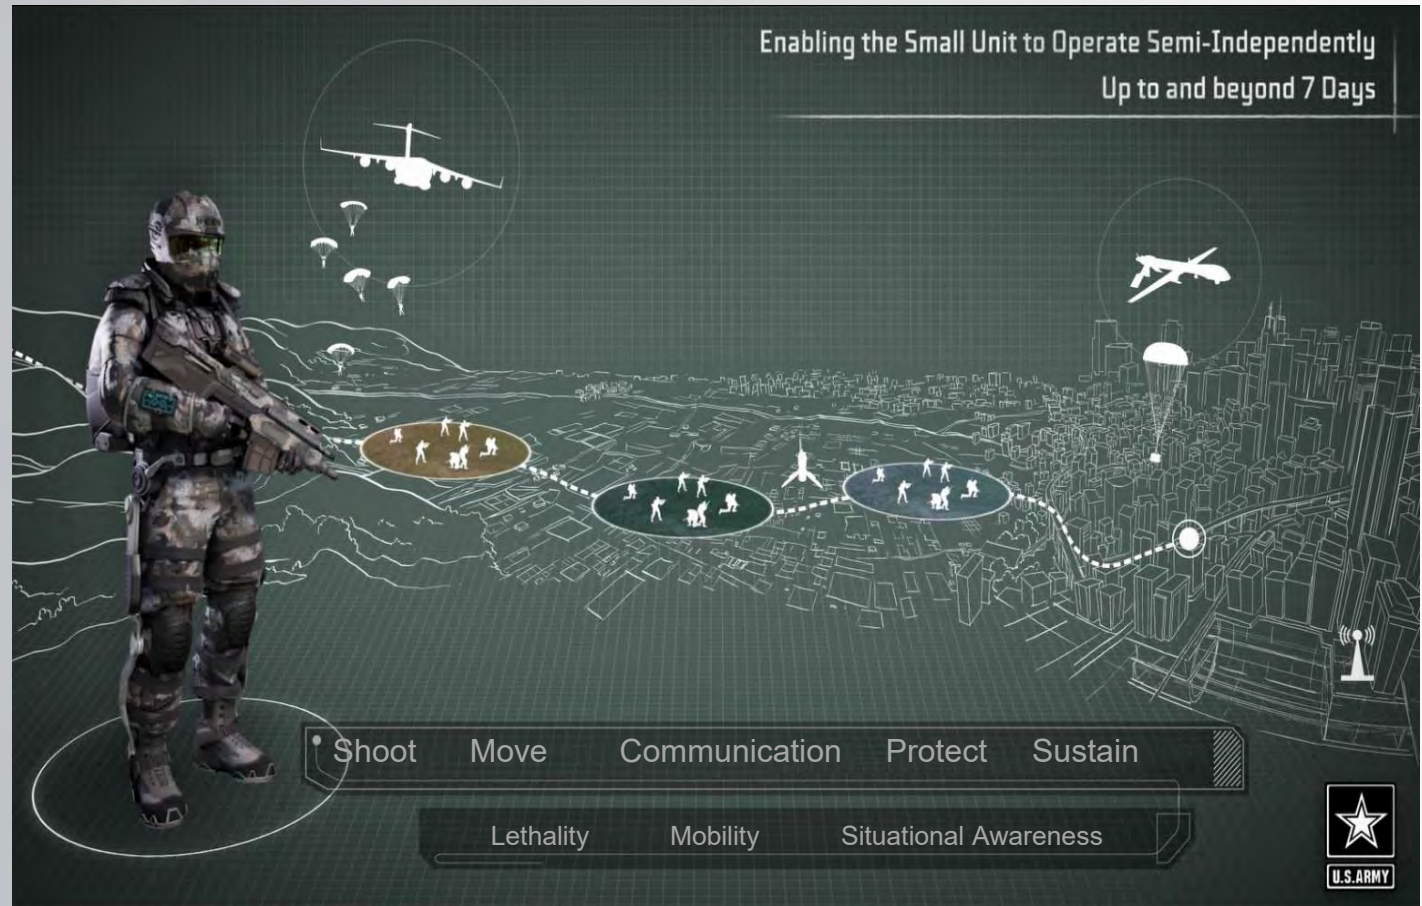 Enabling the Small Unit to Operate Semi-Independently
Up to and beyond 7 Days
Shoot Move Communication Protect Sustain
Lethality Mobility Situational Awareness
U.S.ARMY